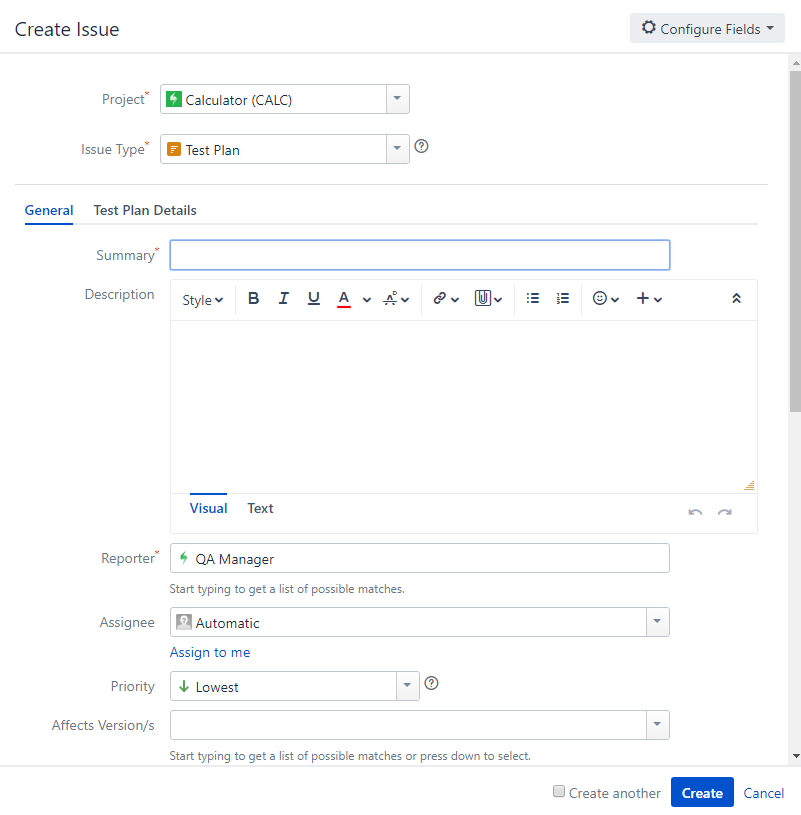 Create Issue
Configure Fields
Project* Calculator (CALC)
Issue Type* Test Plan
General Test Plan Details
Summary*
Description Style B I U A
Visual Text
Reporter* QA Manager
Start typing to get a list of possible matches.
Assignee Automatic
Assign to me
Priority Lowest
Affects Version/s
Start typing to get a list of possible matches or press down to select.
Create another Create Cancel